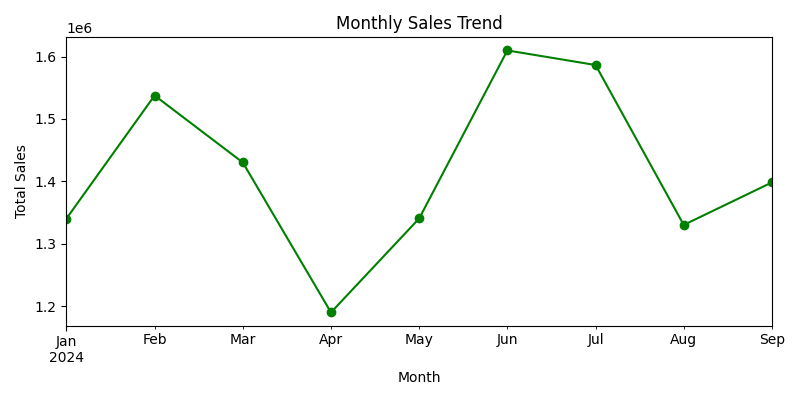 Monthly Sales Trend
1e6
1.6
1.5
1.4
1.3
1.2
Total Sales
Jan Feb Mar Apr May Jun Jul Aug Sep
2024
Month